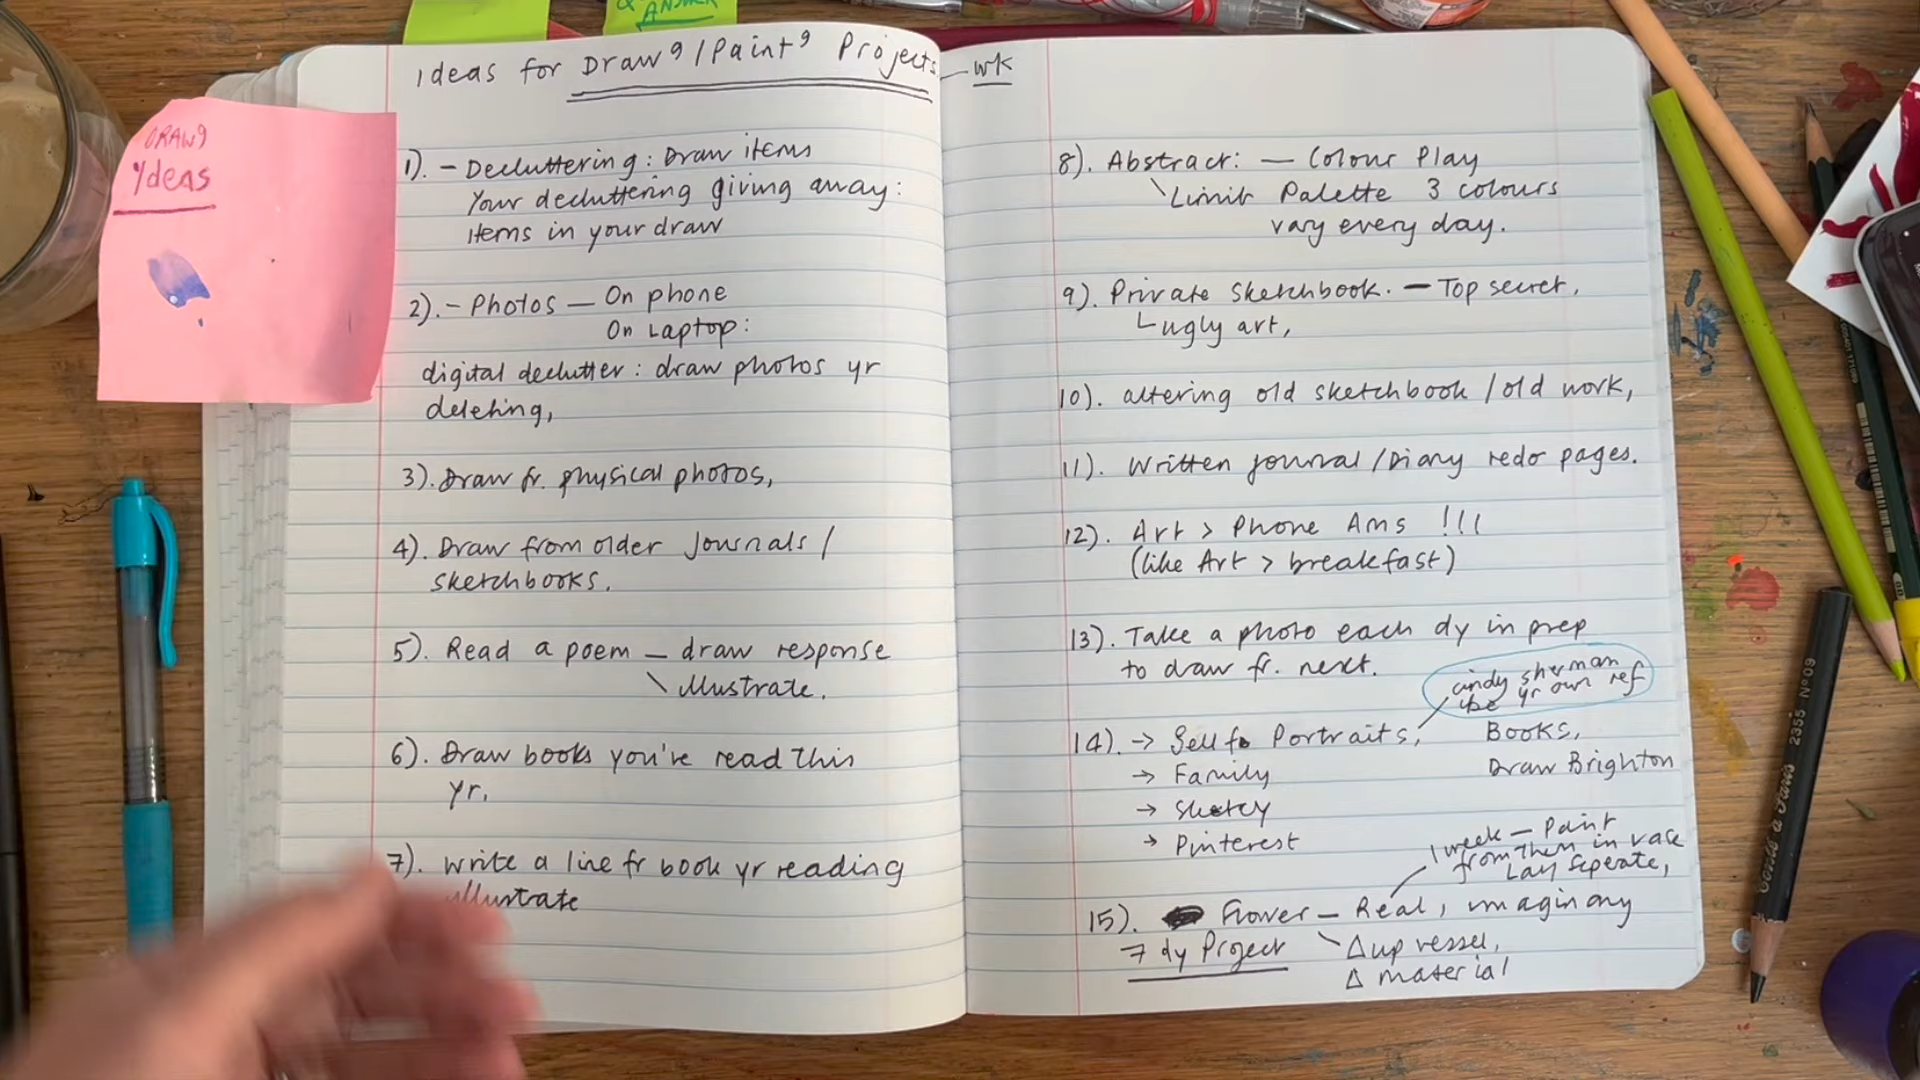 ANSWER
Ideas for Draw9/Paint9 Projects – wk
DRAW9
Ydeas
1). – Decluttering: Draw items
Your decluttering giving away:
items in your draw
2). – Photos — On phone
On Laptop:
digital declutter: draw photos yr
deleting,
3). Draw fr. physical photos,
4). Draw from older Journals /
sketchbooks.
5). Read a poem – draw response
\ illustrate.
6). Draw books you've read this
yr.
7). Write a line fr book yr reading
illustrate
8). Abstract: — Colour Play
\ Limit Palette 3 colours
vary every day.
9). Private Sketchbook. — Top secret,
ugly art,
10). altering old sketchbook / old work,
11). Written journal / Diary redo pages.
12). Art > Phone Ams !!!
(like Art > breakfast)
13). Take a photo each dy in prep
to draw fr. next.
cindy sherman
yr own ref
14). → Self Portraits, Books,
→ Family Draw Brighton
→ Sktchy
→ Pinterest
1 week – Paint
from them in vase
Lay seperate,
15). Flower – Real, imaginary
7 dy Project \ Δ up vessel,
Δ material
2355 Nº09